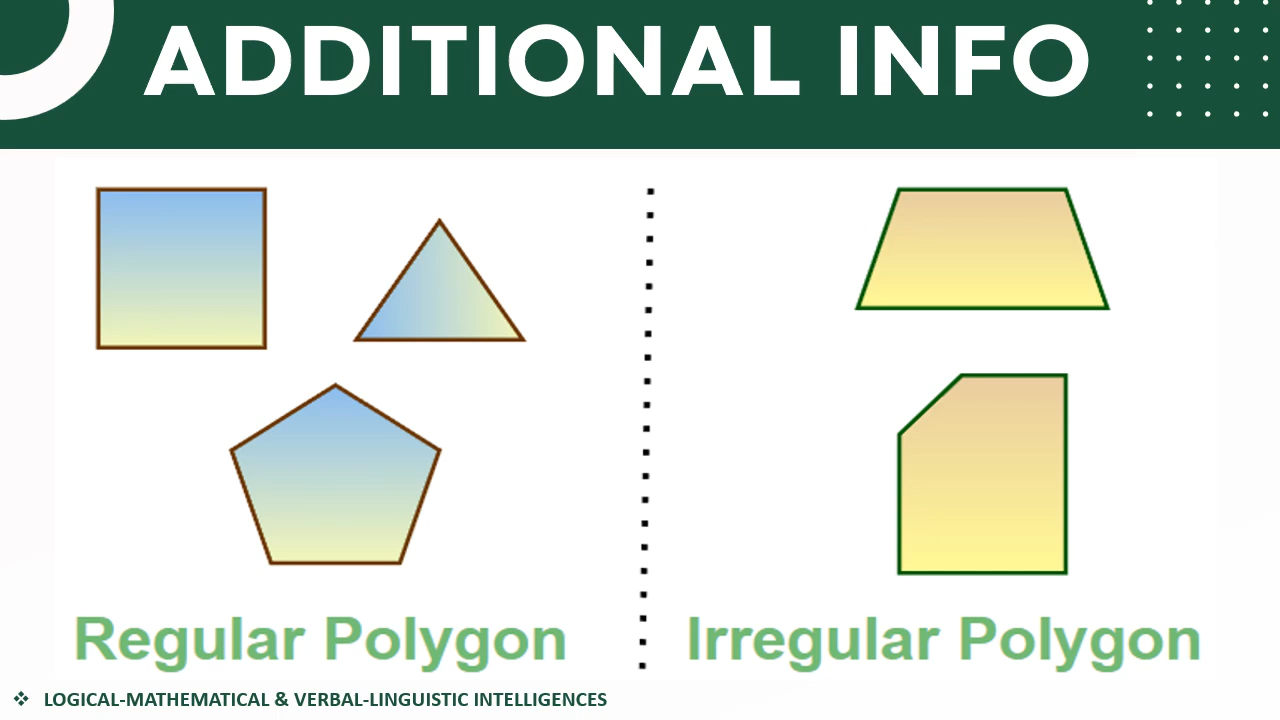 ADDITIONAL INFO
Regular Polygon
Irregular Polygon
❖ LOGICAL-MATHEMATICAL & VERBAL-LINGUISTIC INTELLIGENCES